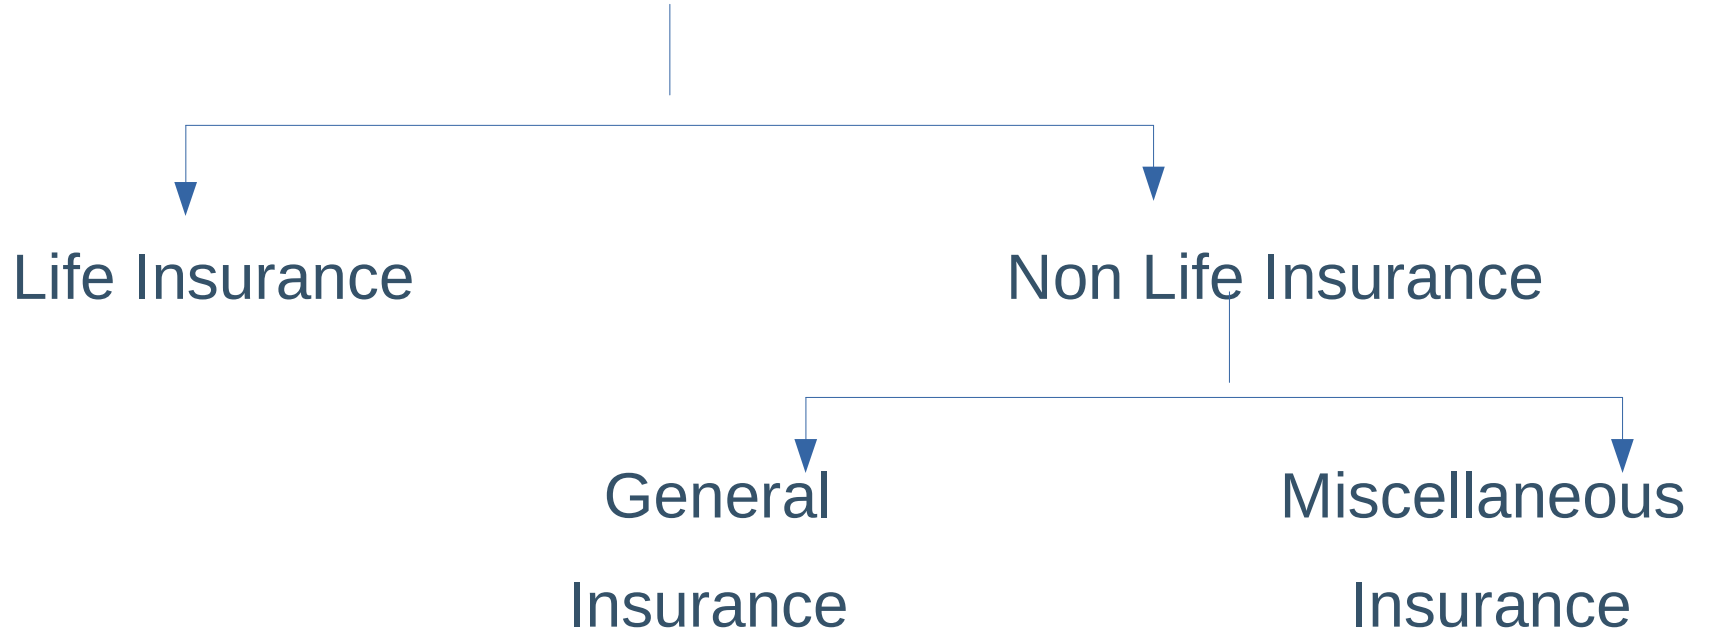 Life Insurance
Non Life Insurance
General
Insurance
Miscellaneous
Insurance